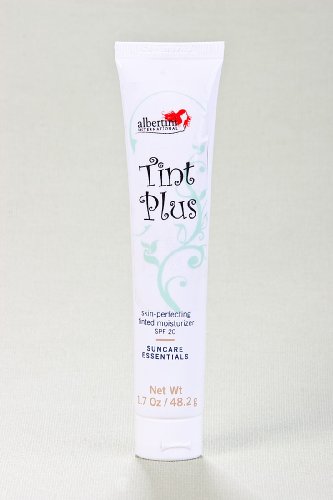 albertini
INTERNATIONAL
Tint
Plus
skin-perfecting
tinted moisturizer
SPF 20
SUNCARE
ESSENTIALS
Net Wt
1.7 Oz / 48.2 g